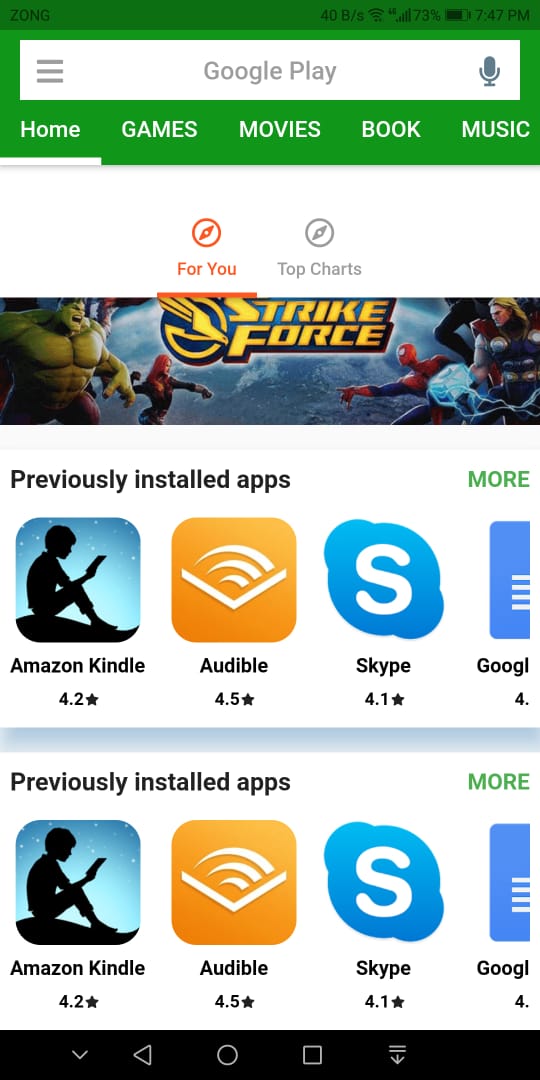 ZONG 40 B/s 4G 73% 7:47 PM
Google Play
Home GAMES MOVIES BOOK MUSIC
For You Top Charts
STRIKE
FORCE
Previously installed apps MORE
Amazon Kindle Audible Skype Googl
4.2★ 4.5★ 4.1★ 4.
Previously installed apps MORE
Amazon Kindle Audible Skype Googl
4.2★ 4.5★ 4.1★ 4.